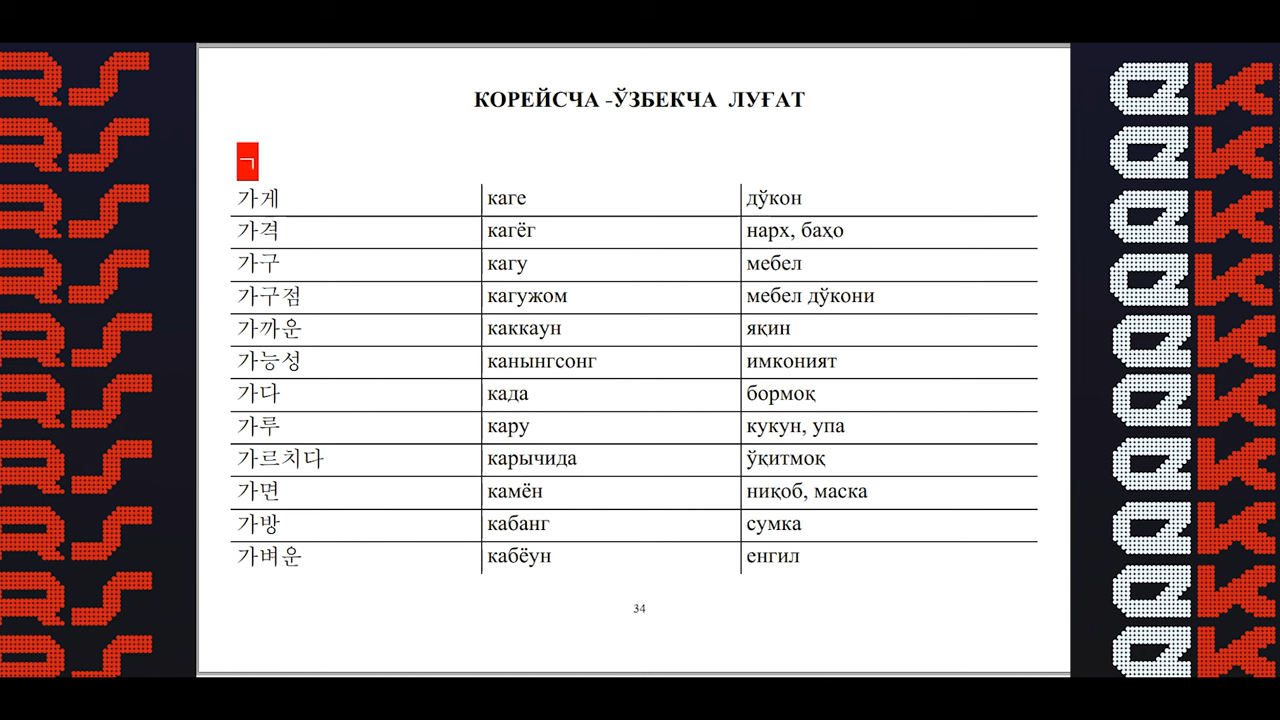 КОРЕЙСЧА -ЎЗБЕКЧА ЛУҒАТ
ㄱ
가게 каге дўкон
가격 кагёг нарх, баҳо
가구 кагу мебел
가구점 кагужом мебел дўкони
가까운 каккаун яқин
가능성 канынгсонг имконият
가다 када бормоқ
가루 кару кукун, упа
가르치다 карычида ўқитмоқ
가면 камён ниқоб, маска
가방 кабанг сумка
가벼운 кабёун енгил
34